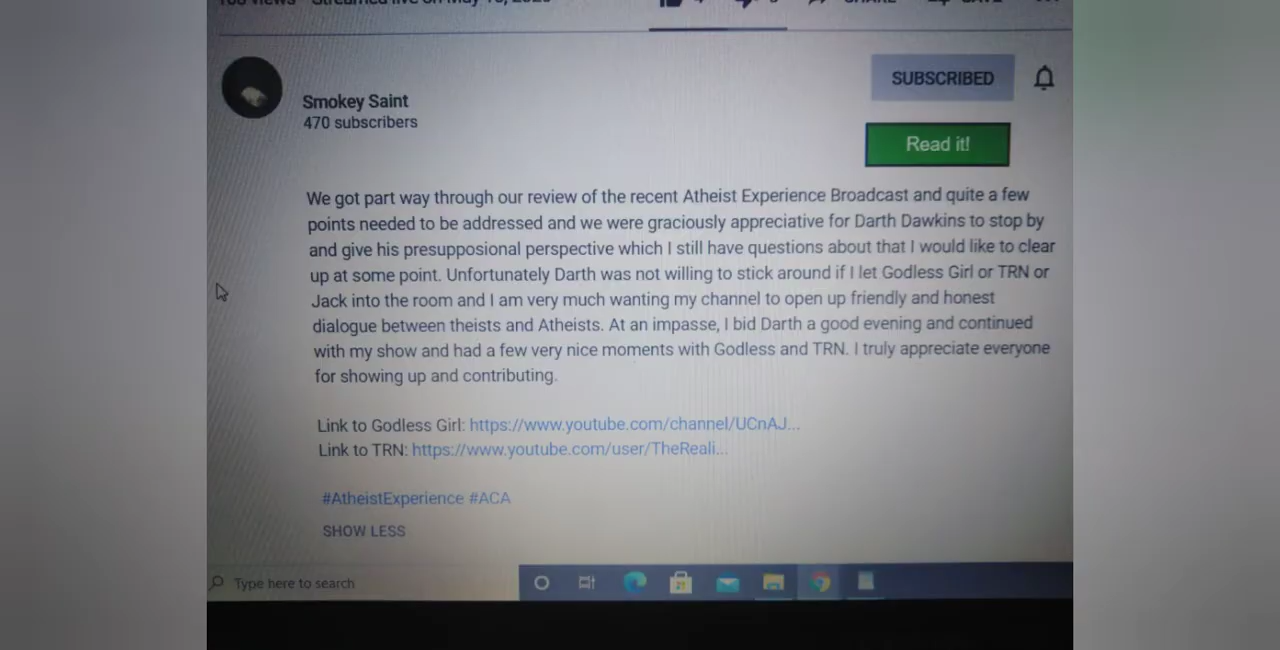 Smokey Saint
470 subscribers
SUBSCRIBED
Read it!
We got part way through our review of the recent Atheist Experience Broadcast and quite a few
points needed to be addressed and we were graciously appreciative for Darth Dawkins to stop by
and give his presupposional perspective which I still have questions about that I would like to clear
up at some point. Unfortunately Darth was not willing to stick around if I let Godless Girl or TRN or
Jack into the room and I am very much wanting my channel to open up friendly and honest
dialogue between theists and Atheists. At an impasse, I bid Darth a good evening and continued
with my show and had a few very nice moments with Godless and TRN. I truly appreciate everyone
for showing up and contributing.
Link to Godless Girl: https://www.youtube.com/channel/UCnAJ...
Link to TRN: https://www.youtube.com/user/TheReali...
#AtheistExperience #ACA
SHOW LESS
Type here to search